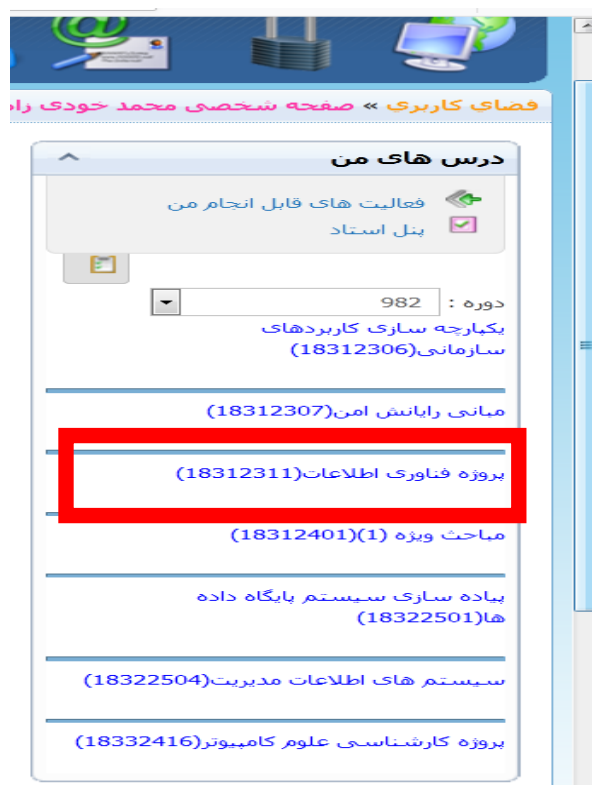 فضاي کاربري » صفحه شخصی محمد خودی
درس های من
فعالیت های قابل انجام من
پنل استاد
دوره : 982
یکپارچه سازی کاربردهای
سازمانی(18312306)
مبانی رایانش امن(18312307)
پروژه فناوری اطلاعات(18312311)
مباحث ویژه (1)(18312401)
پیاده سازی سیستم پایگاه داده
ها(18322501)
سیستم های اطلاعات مدیریت(18322504)
پروژه کارشناسی علوم کامپیوتر(18332416)